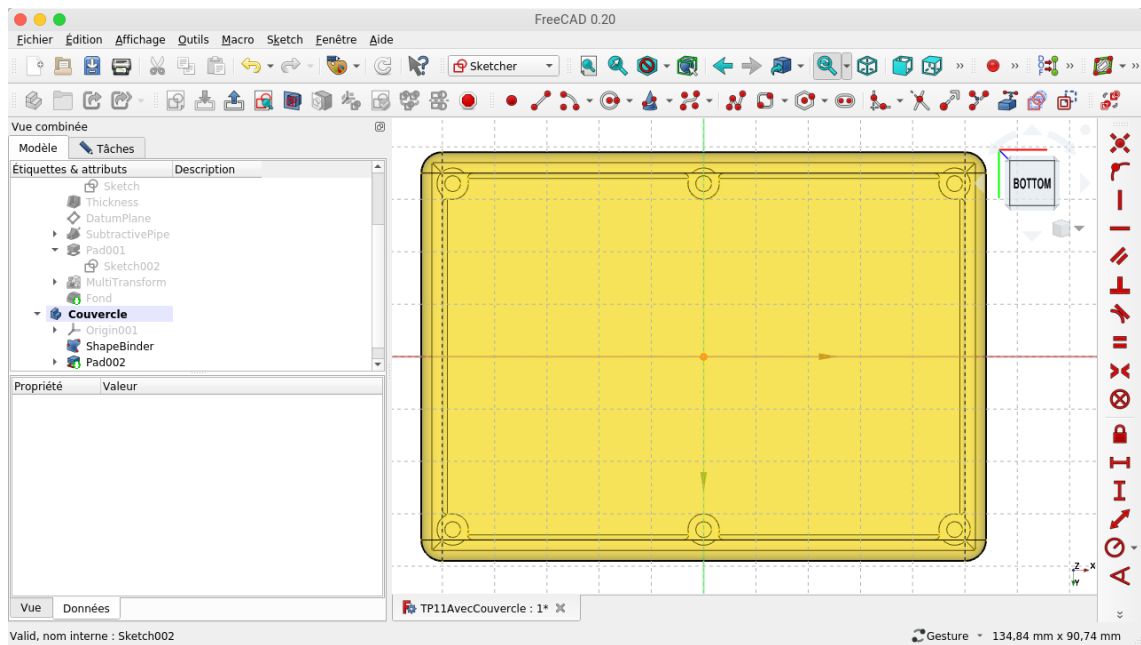 FreeCAD 0.20
Fichier Édition Affichage Outils Macro Sketch Fenêtre Aide
Sketcher » » » »
Vue combinée
Modèle Tâches
Étiquettes & attributs Description
Sketch
Thickness
DatumPlane
SubtractivePipe
Pad001
Sketch002
MultiTransform
Fond
Couvercle
Origin001
ShapeBinder
Pad002
Propriété Valeur
BOTTOM
Z X
Y
Vue Données
TP11AvecCouvercle : 1*
Valid, nom interne : Sketch002
Gesture 134,84 mm x 90,74 mm